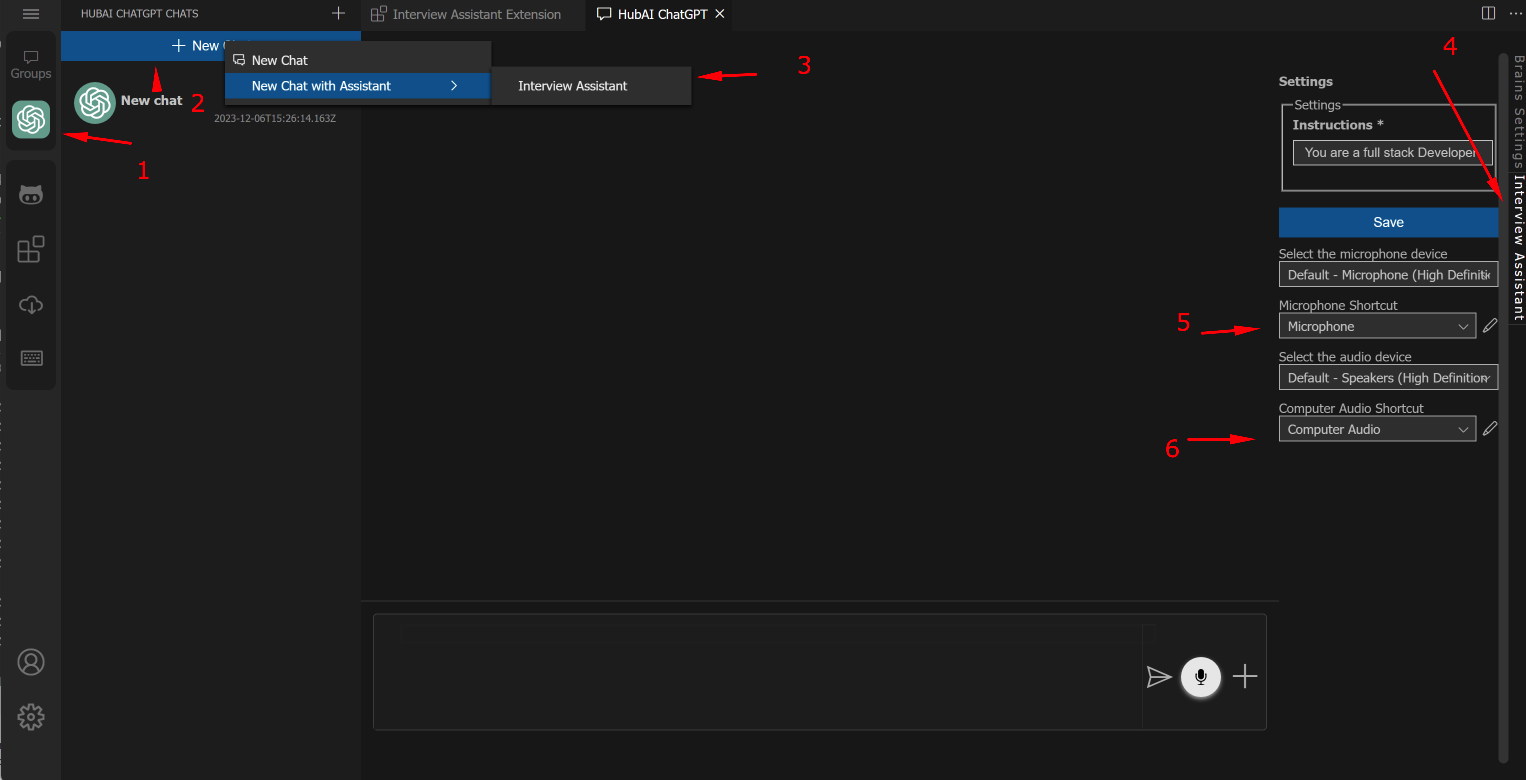 HUBAI CHATGPT CHATS
Interview Assistant Extension
HubAI ChatGPT
Groups
New
New Chat
New Chat with Assistant
Interview Assistant
New chat
2023-12-06T15:26:14.163Z
1
2
3
4
Settings
Settings
Instructions *
You are a full stack Developer
Save
Select the microphone device
Default - Microphone (High Definiti
Microphone Shortcut
Microphone
5
Select the audio device
Default - Speakers (High Definition
Computer Audio Shortcut
Computer Audio
6
Brains Settings
Interview Assistant